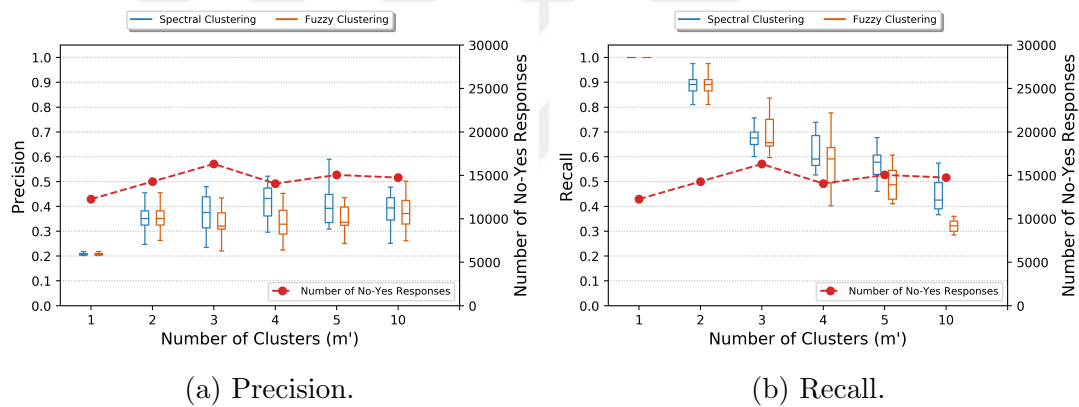 Spectral Clustering Fuzzy Clustering
1.0
0.9
0.8
0.7
0.6
0.5
0.4
0.3
0.2
0.1
0.0
Precision
30000
25000
20000
15000
10000
5000
0
Number of No-Yes Responses
Number of No-Yes Responses
1 2 3 4 5 10
Number of Clusters (m')
(a) Precision.
Spectral Clustering Fuzzy Clustering
1.0
0.9
0.8
0.7
0.6
0.5
0.4
0.3
0.2
0.1
0.0
Recall
30000
25000
20000
15000
10000
5000
0
Number of No-Yes Responses
Number of No-Yes Responses
1 2 3 4 5 10
Number of Clusters (m')
(b) Recall.